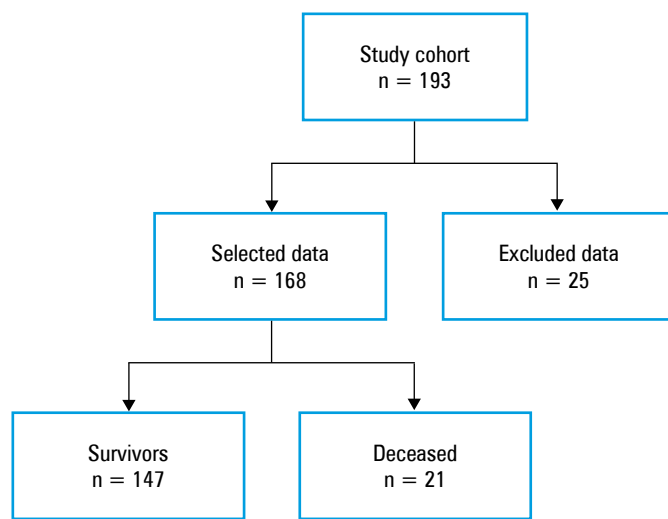 Study cohort
n = 193
Selected data
n = 168
Excluded data
n = 25
Survivors
n = 147
Deceased
n = 21